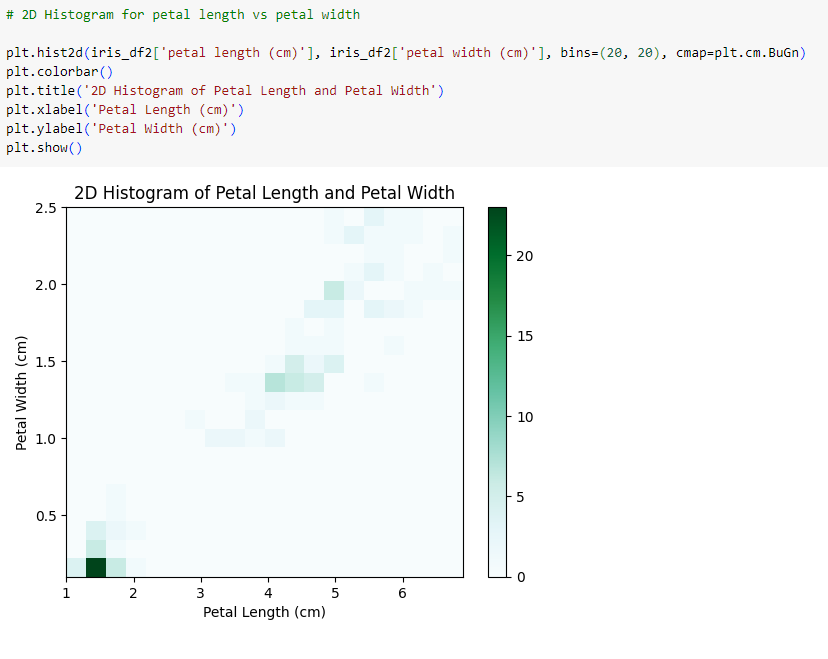 # 2D Histogram for petal length vs petal width
plt.hist2d(iris_df2['petal length (cm)'], iris_df2['petal width (cm)'], bins=(20, 20), cmap=plt.cm.BuGn)
plt.colorbar()
plt.title('2D Histogram of Petal Length and Petal Width')
plt.xlabel('Petal Length (cm)')
plt.ylabel('Petal Width (cm)')
plt.show()
2D Histogram of Petal Length and Petal Width
Petal Width (cm)
2.5
2.0
1.5
1.0
0.5
1 2 3 4 5 6
Petal Length (cm)
20
15
10
5
0